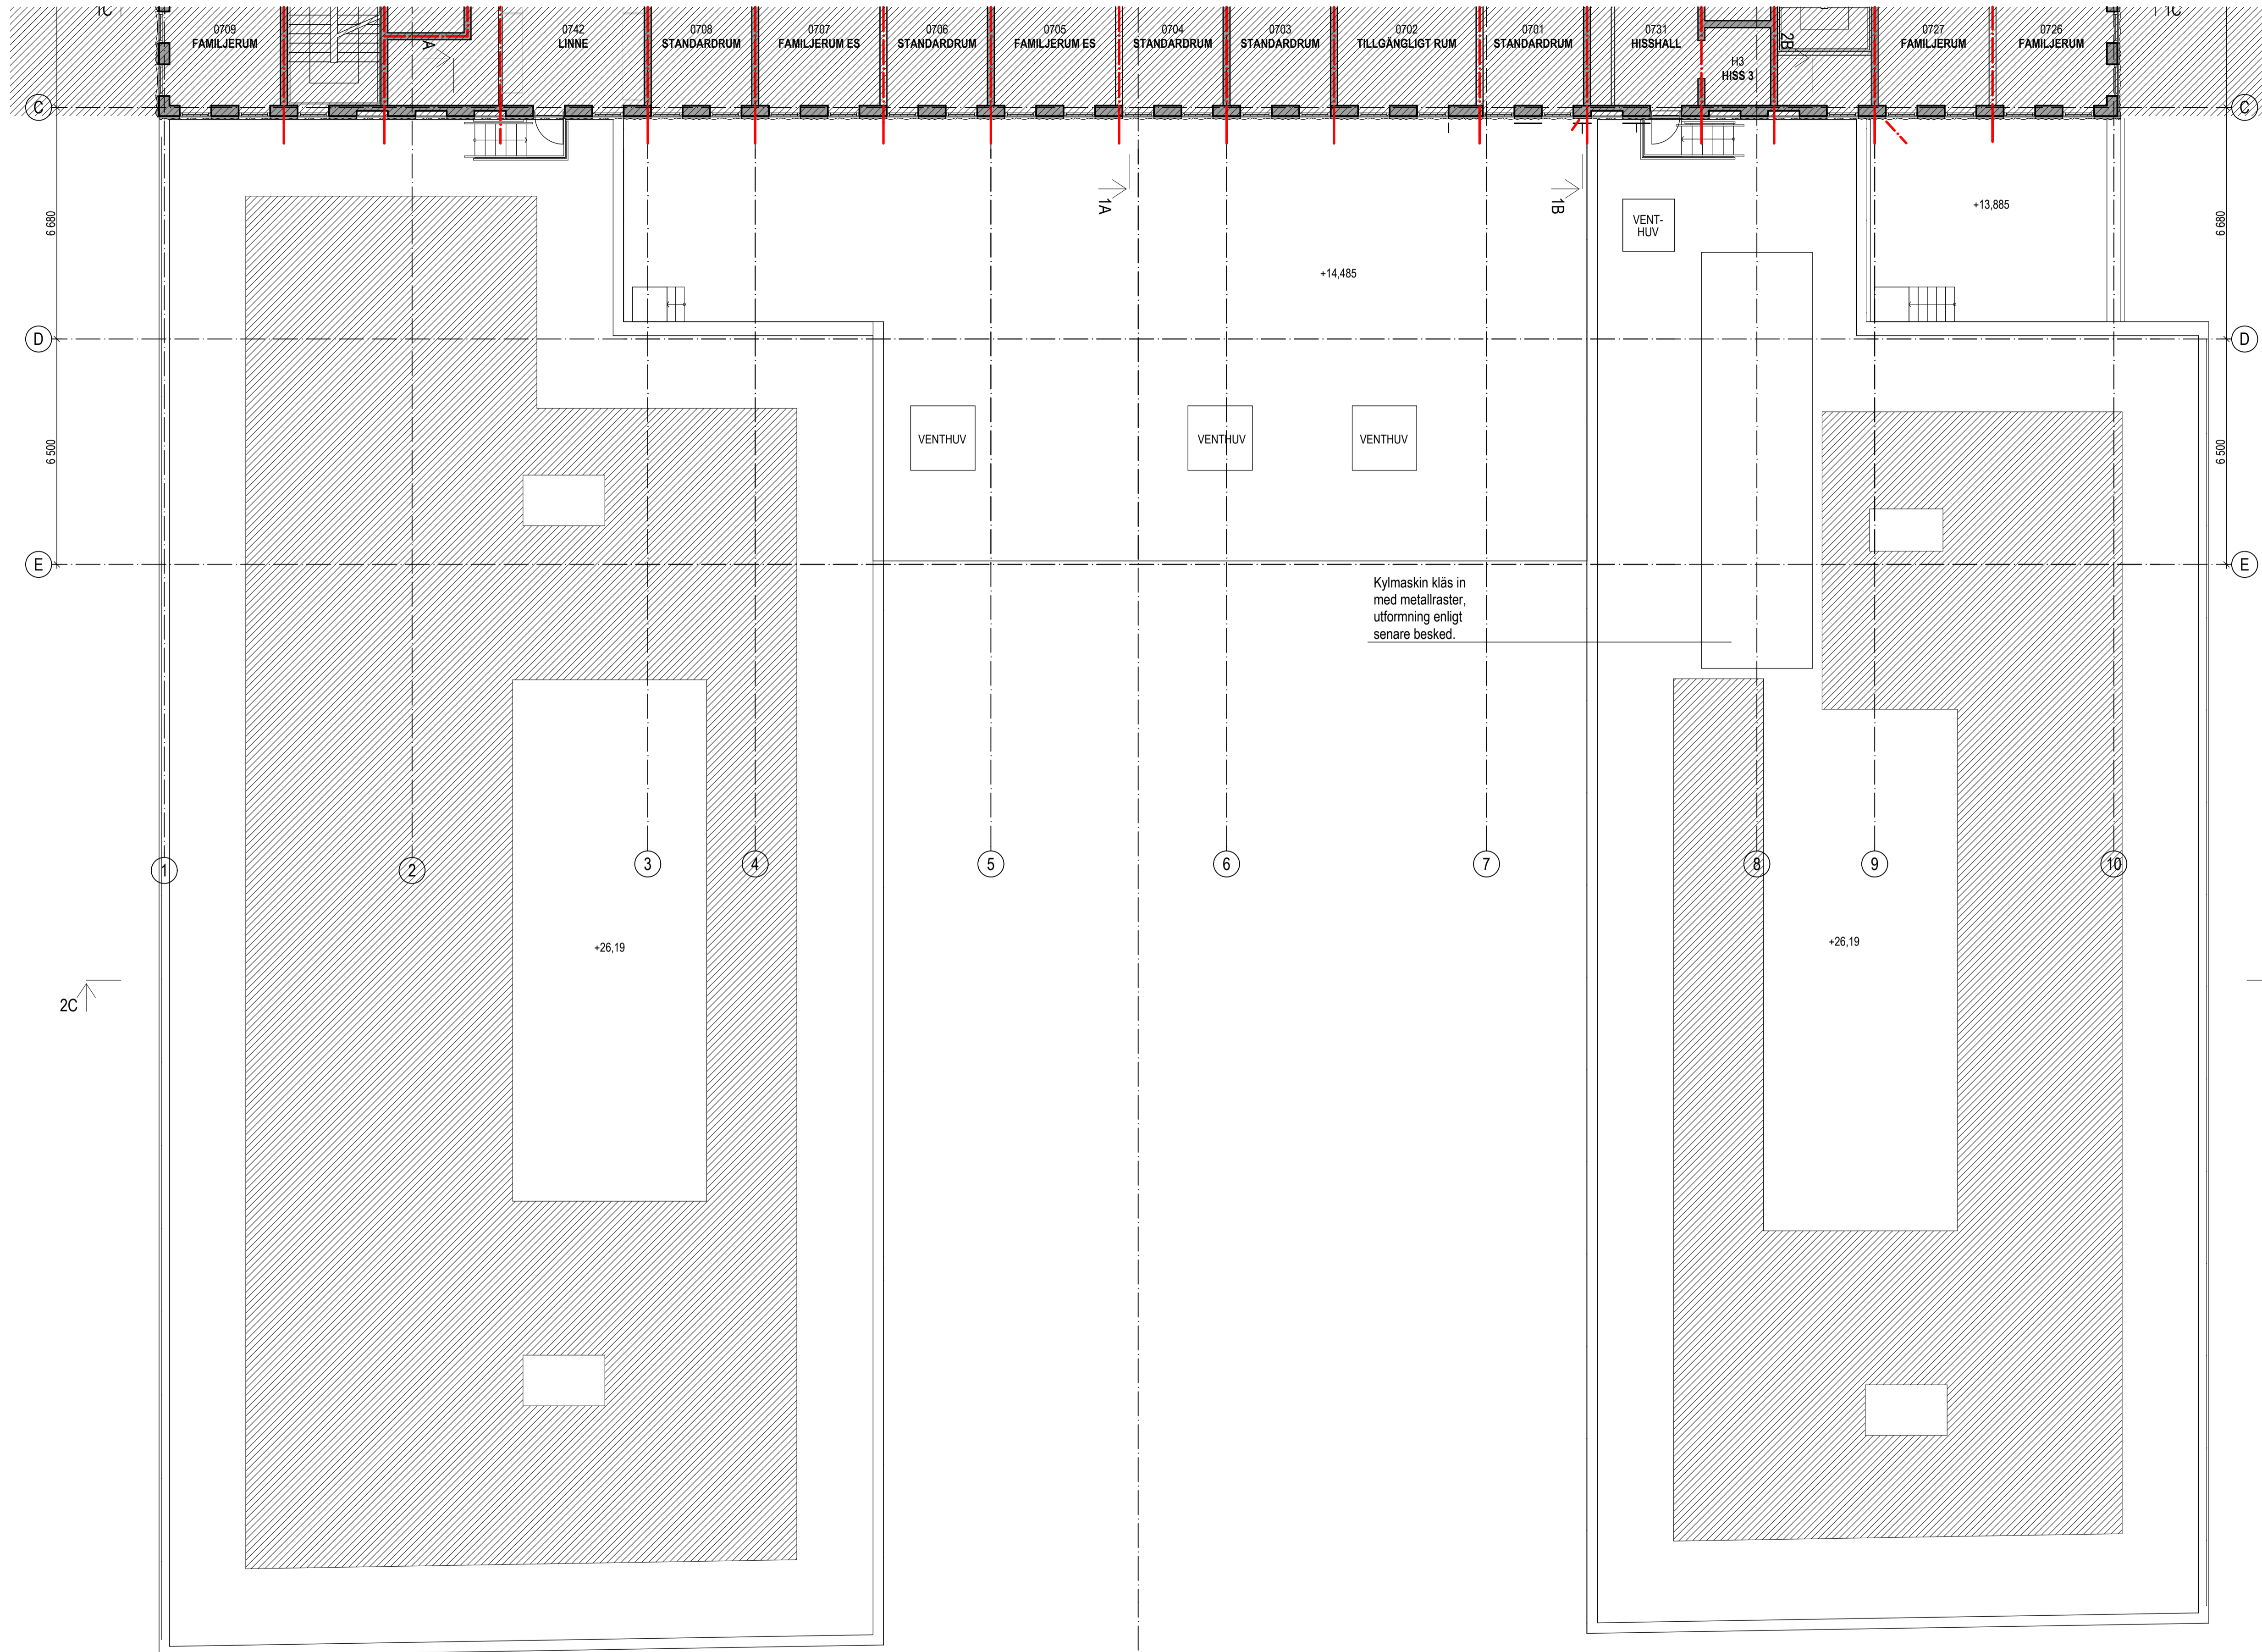 1C
1C
0709
FAMILJERUM
0742
LINNE
0708
STANDARDRUM
0707
FAMILJERUM ES
0706
STANDARDRUM
0705
FAMILJERUM ES
0704
STANDARDRUM
0703
STANDARDRUM
0702
TILLGÄNGLIGT RUM
0701
STANDARDRUM
0731
HISSHALL
H3
HISS 3
2B
0727
FAMILJERUM
0726
FAMILJERUM
A
C
C
1A
1B
VENT-
HUV
+13,885
6 680
6 680
+14,485
D
D
VENTHUV
VENTHUV
VENTHUV
6 500
6 500
E
E
Kylmaskin kläs in
med metallraster,
utformning enligt
senare besked.
1
2
3
4
5
6
7
8
9
10
+26,19
+26,19
2C